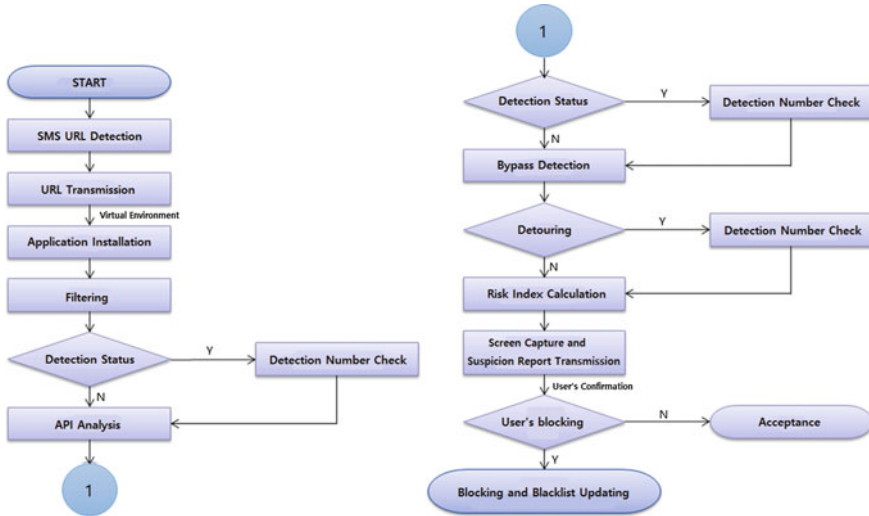 START
SMS URL Detection
URL Transmission
Virtual Environment
Application Installation
Filtering
Detection Status
Y
Detection Number Check
N
API Analysis
1
1
Detection Status
Y
Detection Number Check
N
Bypass Detection
Detouring
Y
Detection Number Check
N
Risk Index Calculation
Screen Capture and
Suspicion Report Transmission
User's Confirmation
User's blocking
N
Acceptance
Y
Blocking and Blacklist Updating